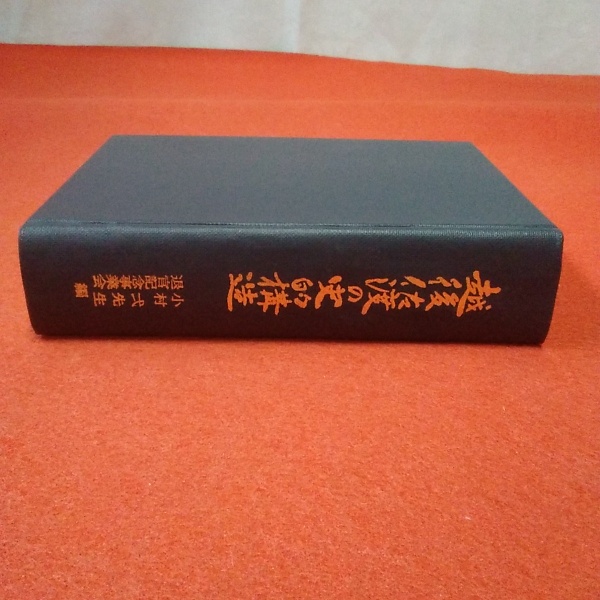 越後佐渡の史的構造
小村弌先生
退官記念事業会
編